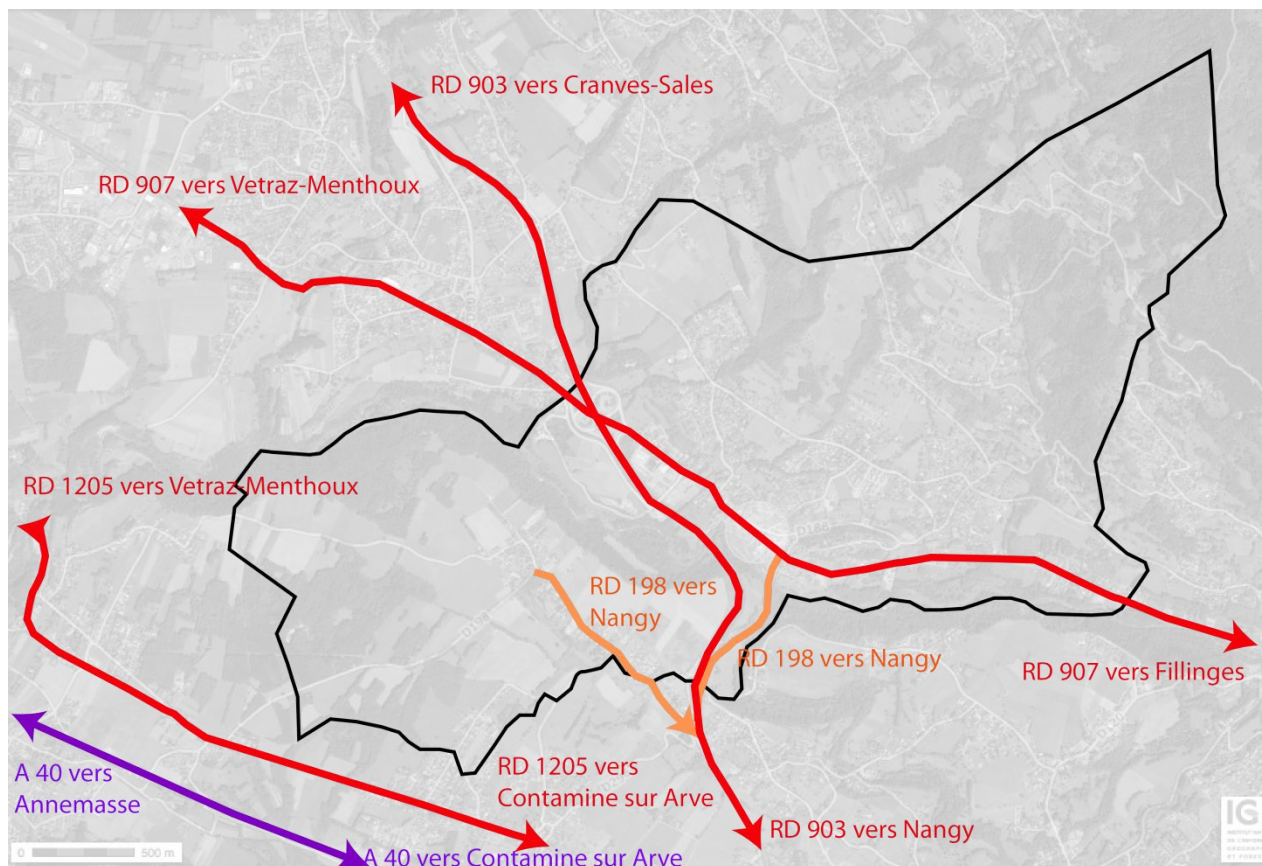 RD 903 vers Cranves-Sales
RD 907 vers Vetraz-Menthoux
RD 1205 vers Vetraz-Menthoux
RD 198 vers
Nangy
RD 198 vers Nangy
RD 907 vers Fillinges
A 40 vers
Annemasse
RD 1205 vers
Contamine sur Arve
RD 903 vers Nangy
A 40 vers Contamine sur Arve
0 500 m
IG